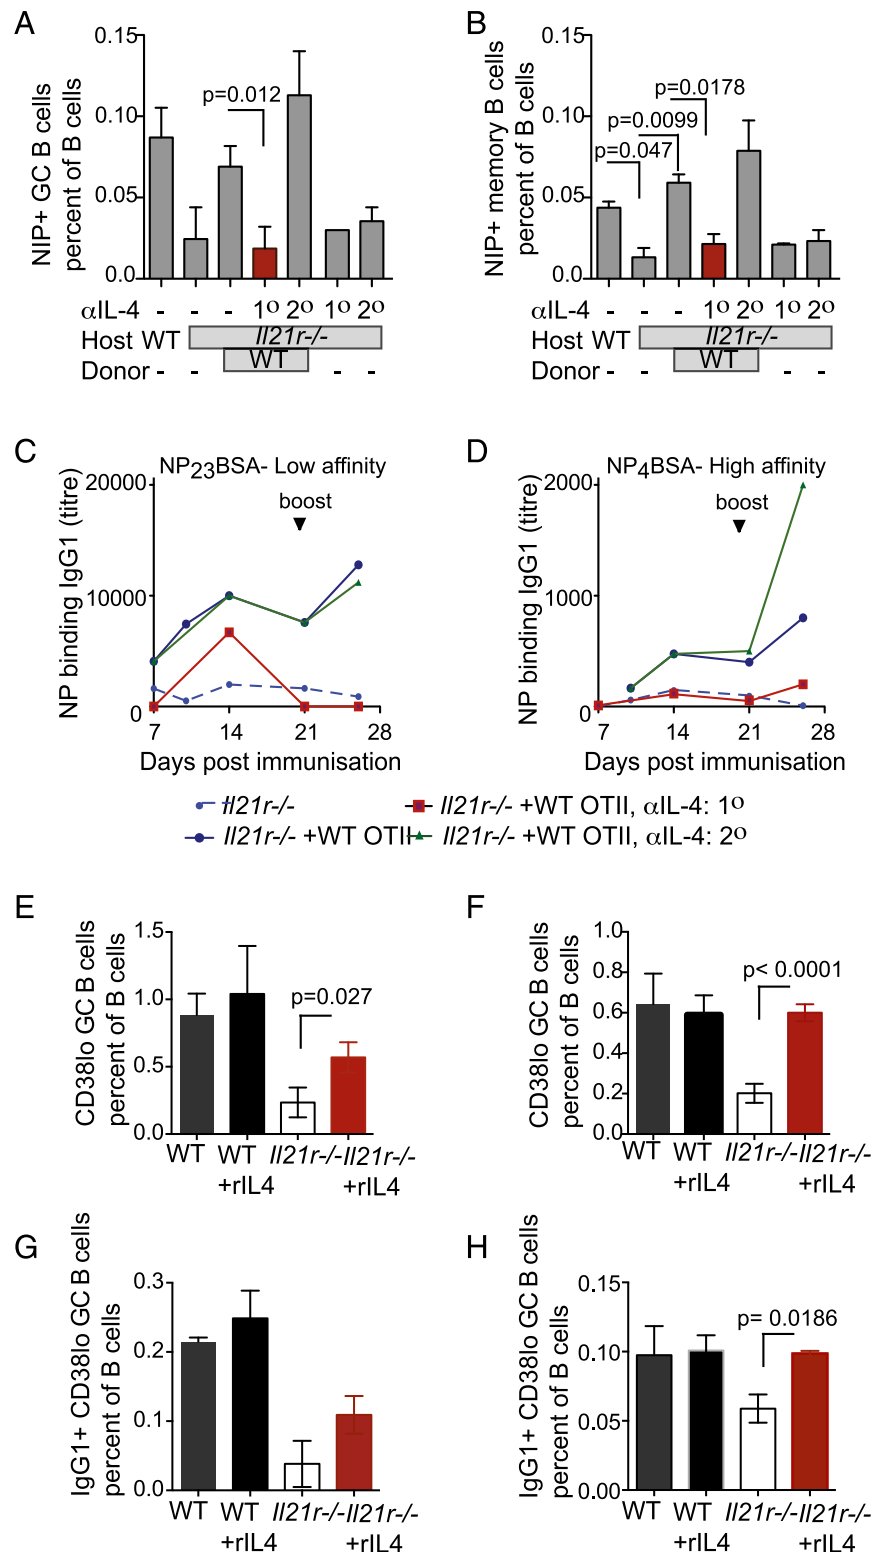 A
NIP+ GC B cells
percent of B cells
0.15
0.10
0.05
0.0
p=0.012
αIL-4 - - - 1º 2º 1º 2º
Host WT Il21r-/-
WT
Donor - - - -
B
NIP+ memory B cells
percent of B cells
0.15
0.10
0.05
0.0
p=0.0178
p=0.0099
p=0.047
αIL-4 - - - 1º 2º 1º 2º
Host WT Il21r-/-
WT
Donor - - - -
C
NP23BSA- Low affinity
NP binding IgG1 (titre)
20000
10000
0
boost
7 14 21 28
Days post immunisation
D
NP4BSA- High affinity
NP binding IgG1 (titre)
2000
1000
0
boost
7 14 21 28
Days post immunisation
Il21r-/-
Il21r-/- +WT OTII, αIL-4: 1º
Il21r-/- +WT OTII
Il21r-/- +WT OTII, αIL-4: 2º
E
CD38lo GC B cells
percent of B cells
1.5
1.0
0.5
0.0
p=0.027
WT WT Il21r-/- Il21r-/-
+rIL4 +rIL4
F
CD38lo GC B cells
percent of B cells
1.0
0.8
0.6
0.4
0.2
0.0
p< 0.0001
WT WT Il21r-/- Il21r-/-
+rIL4 +rIL4
G
IgG1+ CD38lo GC B cells
percent of B cells
0.3
0.2
0.1
0.0
WT WT Il21r-/- Il21r-/-
+rIL4 +rIL4
H
IgG1+ CD38lo GC B cells
percent of B cells
0.15
0.10
0.05
0.00
p= 0.0186
WT WT Il21r-/- Il21r-/-
+rIL4 +rIL4